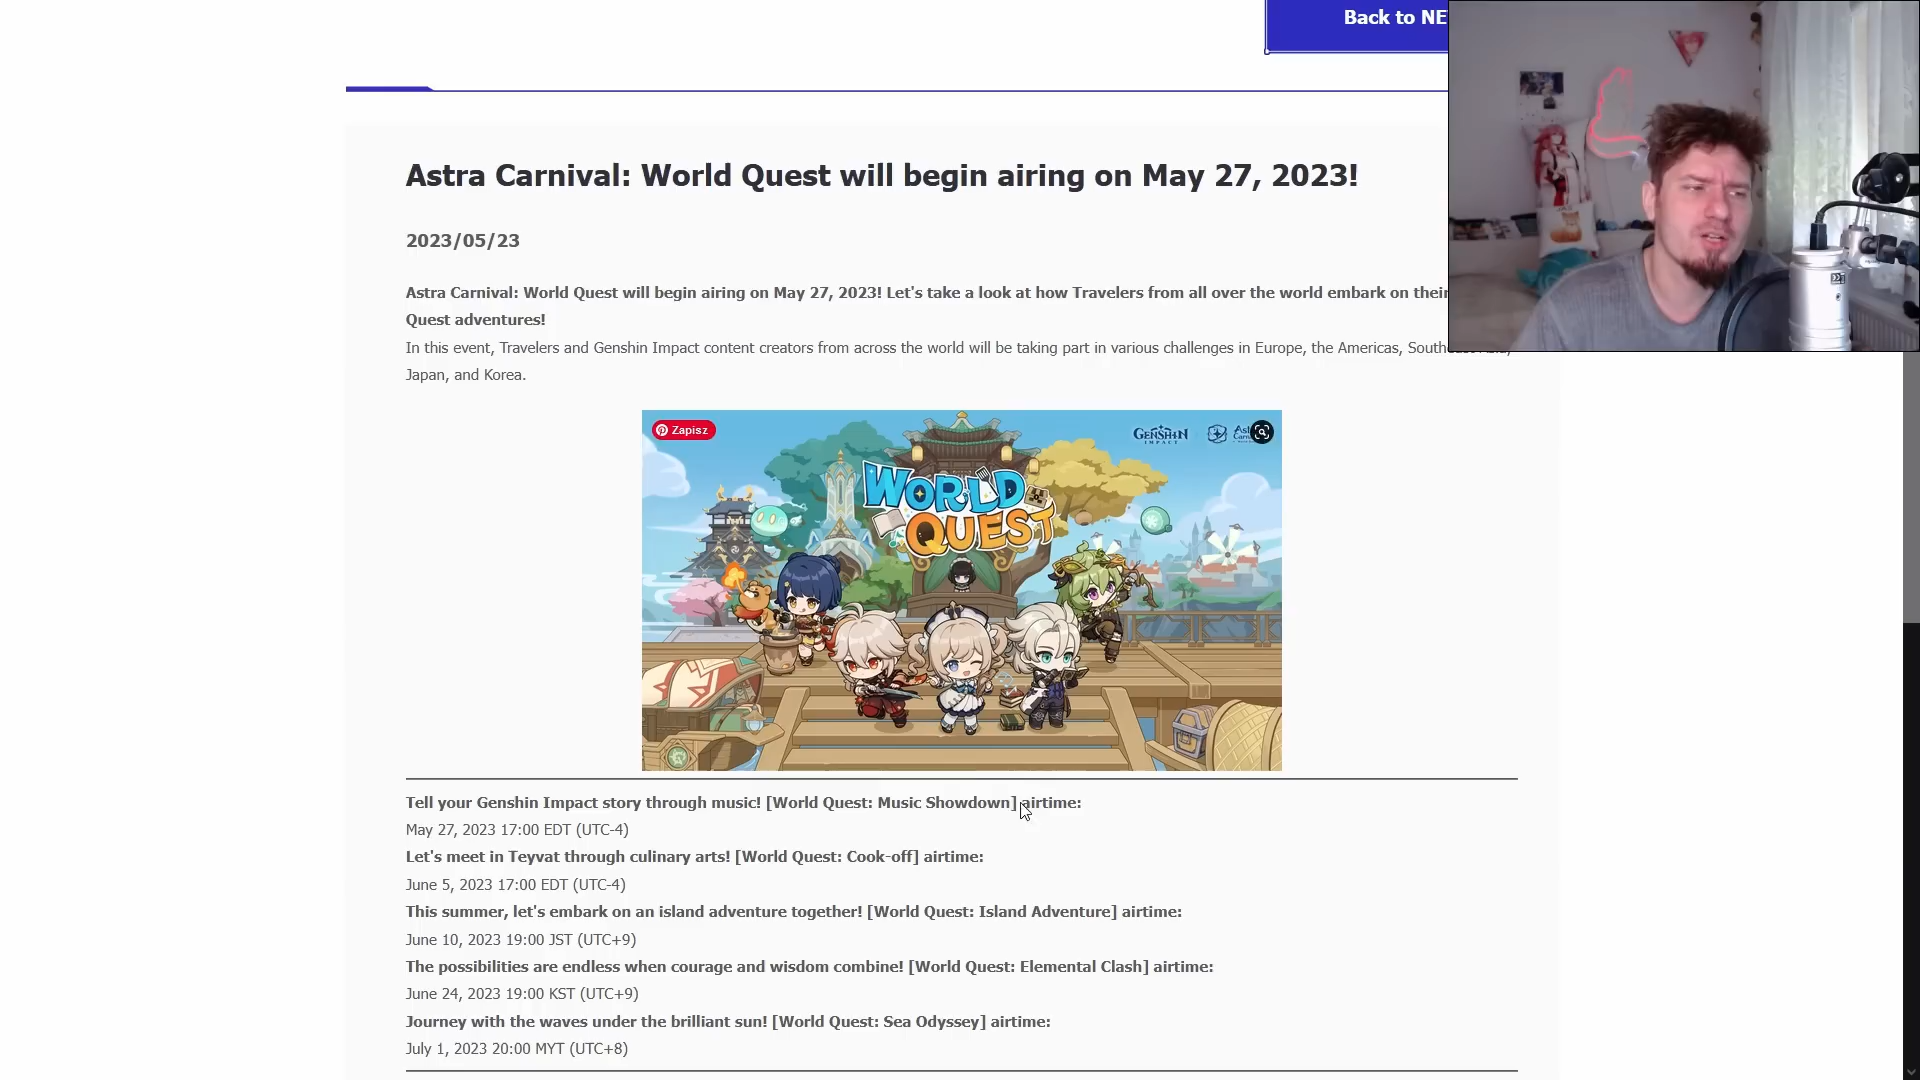 Back to NE
Astra Carnival: World Quest will begin airing on May 27, 2023!
2023/05/23
Astra Carnival: World Quest will begin airing on May 27, 2023! Let's take a look at how Travelers from all over the world embark on their
Quest adventures!
In this event, Travelers and Genshin Impact content creators from across the world will be taking part in various challenges in Europe, the Americas, Southeast Asia,
Japan, and Korea.
Zapisz
GENSHIN
IMPACT
WORLD
QUEST
Tell your Genshin Impact story through music! [World Quest: Music Showdown] airtime:
May 27, 2023 17:00 EDT (UTC-4)
Let's meet in Teyvat through culinary arts! [World Quest: Cook-off] airtime:
June 5, 2023 17:00 EDT (UTC-4)
This summer, let's embark on an island adventure together! [World Quest: Island Adventure] airtime:
June 10, 2023 19:00 JST (UTC+9)
The possibilities are endless when courage and wisdom combine! [World Quest: Elemental Clash] airtime:
June 24, 2023 19:00 KST (UTC+9)
Journey with the waves under the brilliant sun! [World Quest: Sea Odyssey] airtime:
July 1, 2023 20:00 MYT (UTC+8)